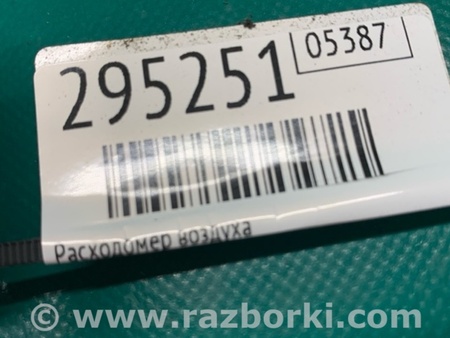 295251
05387
Расходомер воздуха
© www.razborki.com